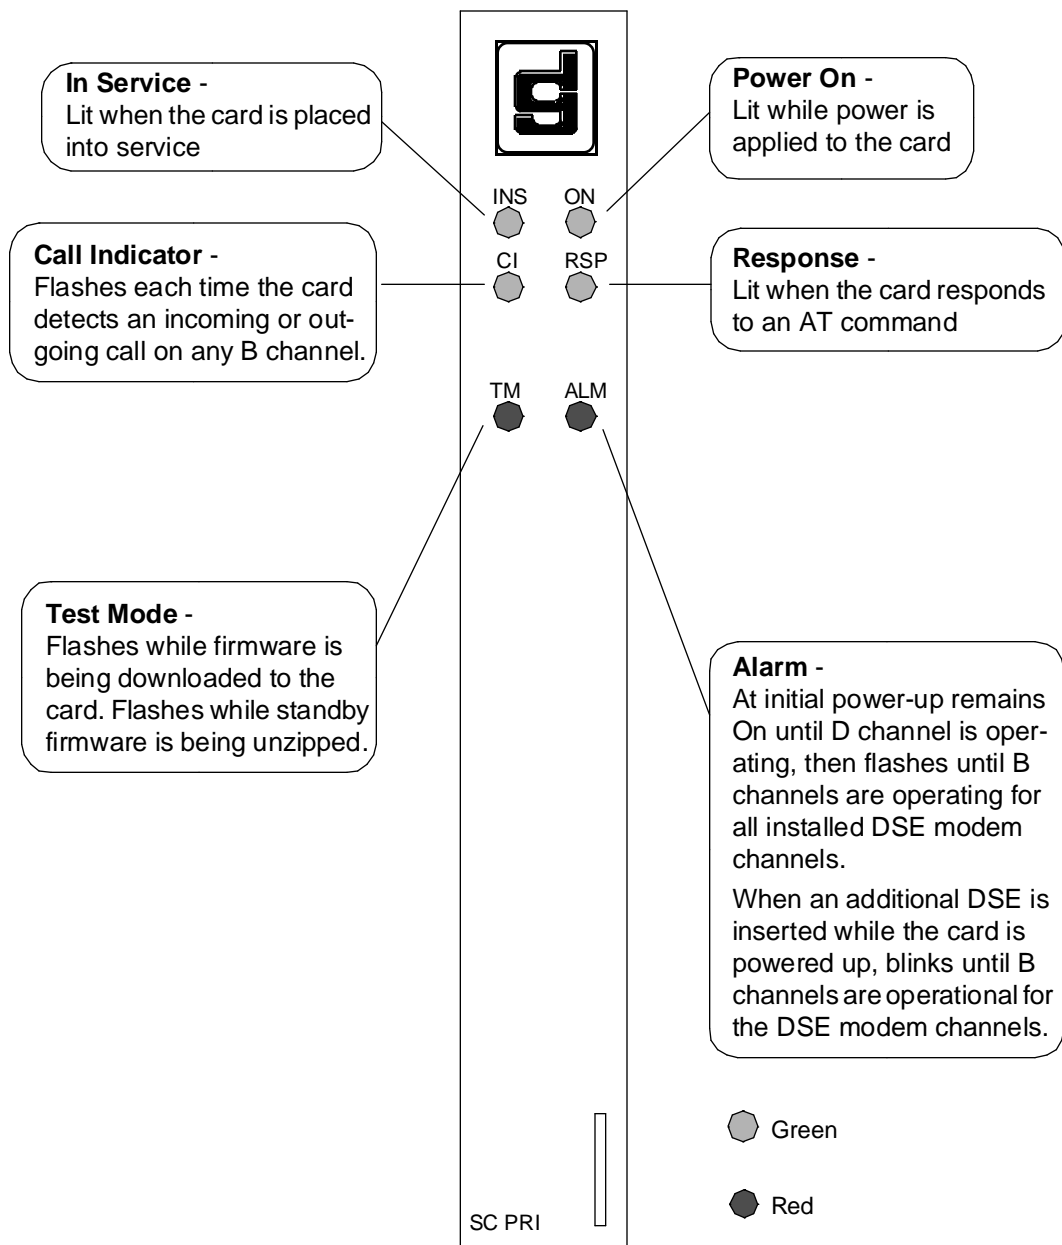 In Service -
Lit when the card is placed
into service
Power On -
Lit while power is
applied to the card
INS
ON
Call Indicator -
Flashes each time the card
detects an incoming or out-
going call on any B channel.
CI
RSP
Response -
Lit when the card responds
to an AT command
TM
ALM
Test Mode -
Flashes while firmware is
being downloaded to the
card. Flashes while standby
firmware is being unzipped.
Alarm -
At initial power-up remains
On until D channel is oper-
ating, then flashes until B
channels are operating for
all installed DSE modem
channels.
When an additional DSE is
inserted while the card is
powered up, blinks until B
channels are operational for
the DSE modem channels.
Green
Red
SC PRI